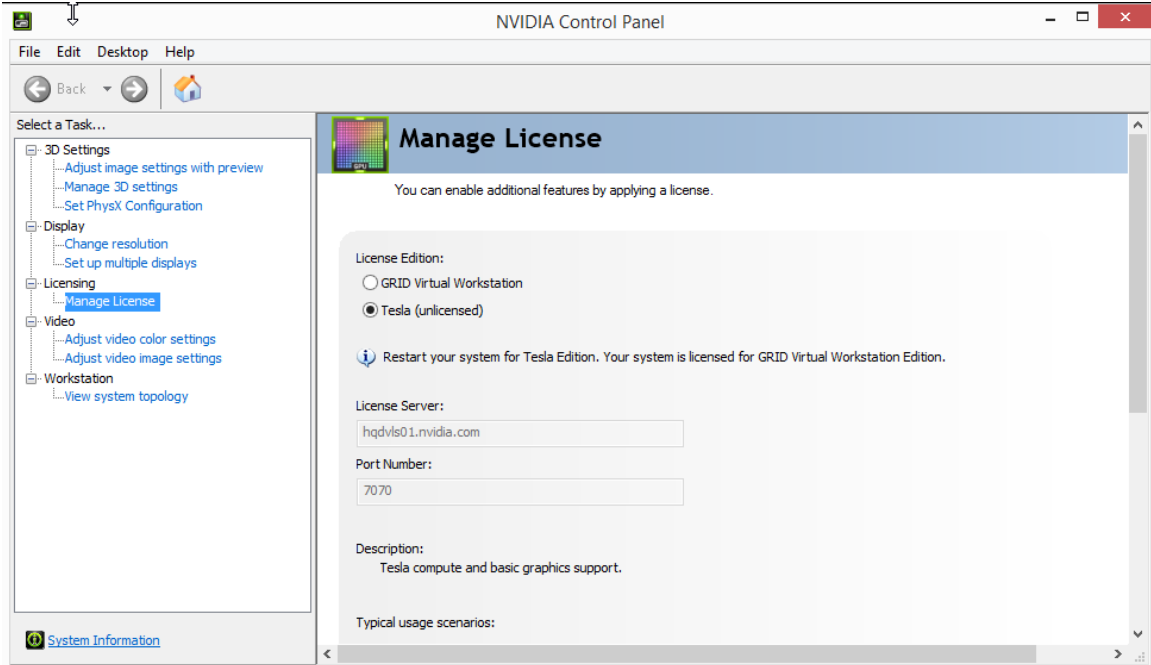 NVIDIA Control Panel
File Edit Desktop Help
Back
Select a Task...
3D Settings
Adjust image settings with preview
Manage 3D settings
Set PhysX Configuration
Display
Change resolution
Set up multiple displays
Licensing
Manage License
Video
Adjust video color settings
Adjust video image settings
Workstation
View system topology
System Information
GPU
Manage License
You can enable additional features by applying a license.
License Edition:
GRID Virtual Workstation
Tesla (unlicensed)
Restart your system for Tesla Edition. Your system is licensed for GRID Virtual Workstation Edition.
License Server:
hqdvls01.nvidia.com
Port Number:
7070
Description:
Tesla compute and basic graphics support.
Typical usage scenarios: